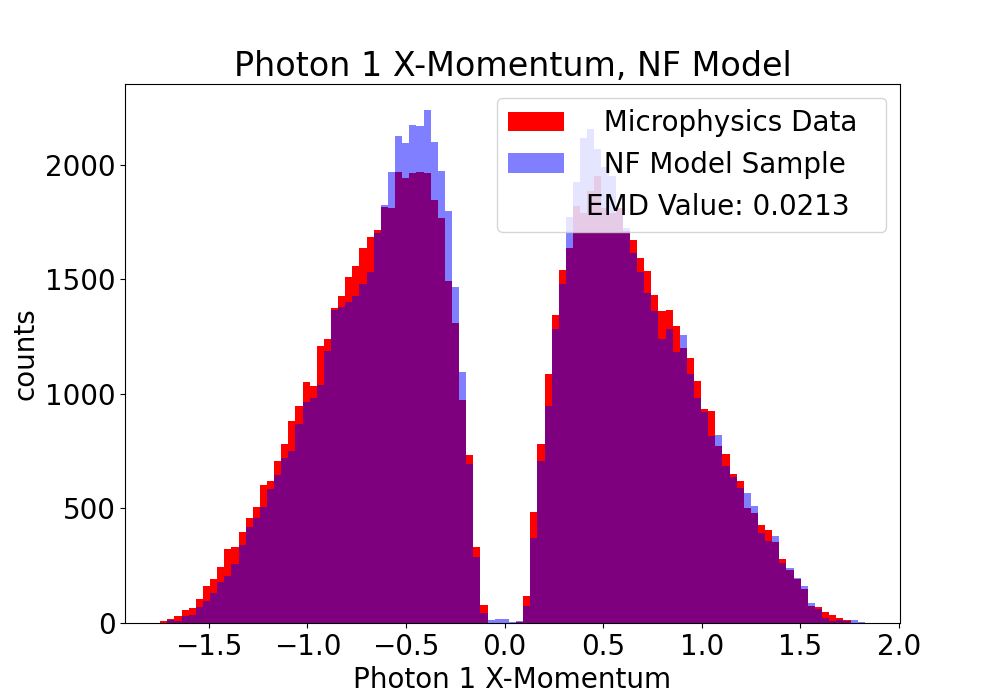 Photon 1 X-Momentum, NF Model
Microphysics Data
NF Model Sample
EMD Value: 0.0213
counts
2000
1500
1000
500
0
−1.5 −1.0 −0.5 0.0 0.5 1.0 1.5 2.0
Photon 1 X-Momentum